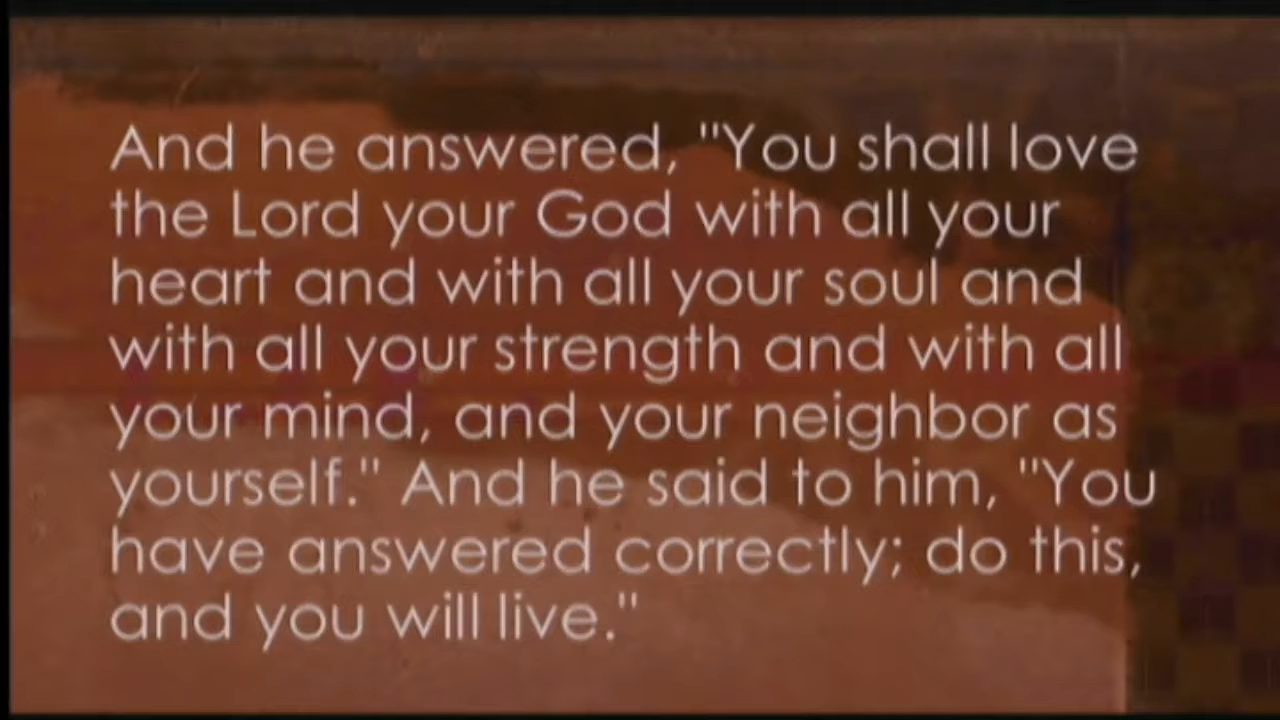 And he answered, "You shall love
the Lord your God with all your
heart and with all your soul and
with all your strength and with all
your mind, and your neighbor as
yourself." And he said to him, "You
have answered correctly; do this,
and you will live."